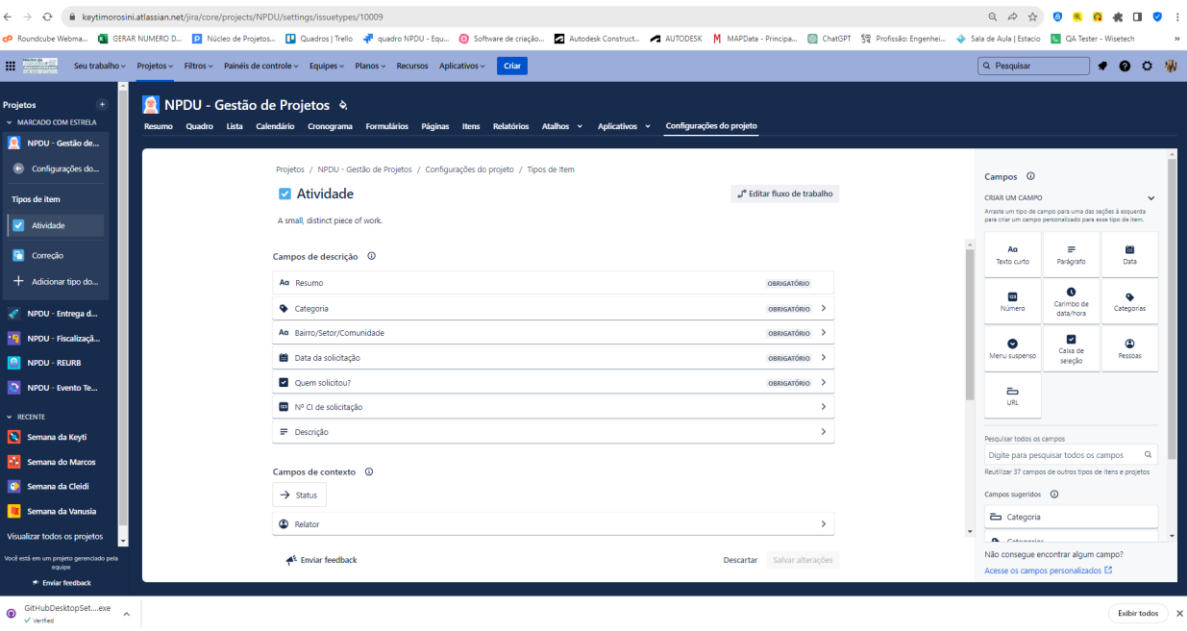 keytimorosini.atlassian.net/jira/core/projects/NPDU/settings/issuetypes/10009
Roundcube Webma... GERAR NUMERO D... Núcleo de Projetos... Quadros | Trello quadro NPDU - Equ... Software de criação... Autodesk Construct... AUTODESK MAPData - Principa... ChatGPT Profissão: Engenhei... Sala de Aula | Estacio QA Tester - Wisetech »
Seu trabalho Projetos Filtros Painéis de controle Equipes Planos Recursos Aplicativos Criar Pesquisar
Projetos
MARCADO COM ESTRELA
NPDU - Gestão de...
Configurações do...
Tipos de item
Atividade
Correção
Adicionar tipo do...
NPDU - Entrega d...
NPDU - Fiscalizaçã...
NPDU - REURB
NPDU - Evento Te...
RECENTE
Semana da Keyti
Semana do Marcos
Semana da Cleidi
Semana da Vanusia
Visualizar todos os projetos
Você está em um projeto gerenciado pela
equipe
Enviar feedback
NPDU - Gestão de Projetos
Resumo Quadro Lista Calendário Cronograma Formulários Páginas Itens Relatórios Atalhos Aplicativos Configurações do projeto
Projetos / NPDU - Gestão de Projetos / Configurações do projeto / Tipos de Item
Atividade
Editar fluxo de trabalho
A small, distinct piece of work.
Campos de descrição
Aa Resumo OBRIGATÓRIO
Categoria OBRIGATÓRIO
Aa Bairro/Setor/Comunidade OBRIGATÓRIO
Data da solicitação OBRIGATÓRIO
Quem solicitou? OBRIGATÓRIO
Nº CI de solicitação
Descrição
Campos de contexto
Status
Relator
Enviar feedback
Descartar Salvar alterações
Campos
CRIAR UM CAMPO
Arraste um tipo de campo para uma das seções à esquerda
para criar um campo personalizado para esse tipo de item.
Aa
Texto curto
Parágrafo
Data
Número
Carimbo de
data/hora
Categorias
Menu suspenso
Caixa de
seleção
Pessoas
URL
Pesquisar todos os campos
Digite para pesquisar todos os campos
Reutilizar 37 campos de outros tipos de itens e projetos
Campos sugeridos
Categoria
Categorias
Não consegue encontrar algum campo?
Acesse os campos personalizados
GitHubDesktopSet....exe
Verified
Exibir todos